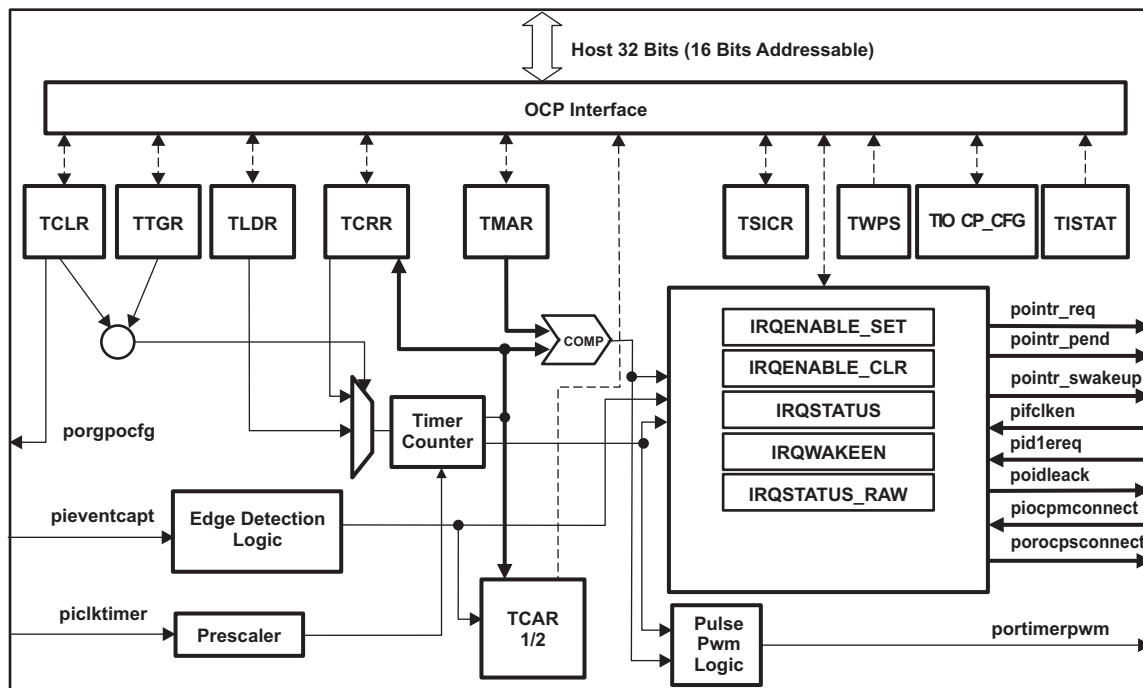 Host 32 Bits (16 Bits Addressable)
OCP Interface
TCLR
TTGR
TLDR
TCRR
TMAR
TSICR
TWPS
TIO CP_CFG
TISTAT
COMP
IRQENABLE_SET
IRQENABLE_CLR
IRQSTATUS
IRQWAKEEN
IRQSTATUS_RAW
pointr_req
pointr_pend
pointr_swakeup
pifclken
pid1ereq
poidleack
piocpmconnect
porocpsconnect
Timer
Counter
porgpocfg
pieventcapt
Edge Detection
Logic
piclktimer
Prescaler
TCAR
1/2
Pulse
Pwm
Logic
portimerpwm